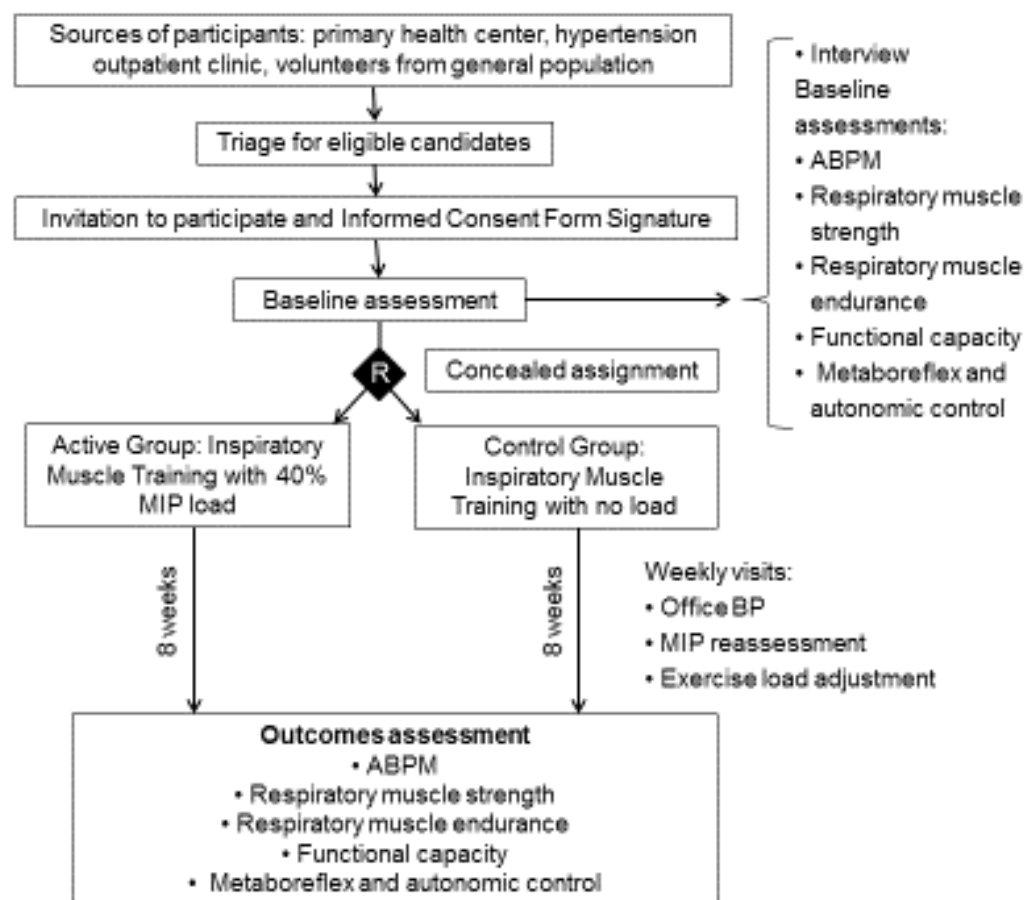 Sources of participants: primary health center, hypertension
outpatient clinic, volunteers from general population
Triage for eligible candidates
Invitation to participate and Informed Consent Form Signature
Baseline assessment
• Interview
Baseline
assessments:
• ABPM
• Respiratory muscle
strength
• Respiratory muscle
endurance
• Functional capacity
• Metaboreflex and
autonomic control
R
Concealed assignment
Active Group: Inspiratory
Muscle Training with 40%
MIP load
Control Group:
Inspiratory Muscle
Training with no load
8 weeks
8 weeks
Weekly visits:
• Office BP
• MIP reassessment
• Exercise load adjustment
Outcomes assessment
• ABPM
• Respiratory muscle strength
• Respiratory muscle endurance
• Functional capacity
• Metaboreflex and autonomic control